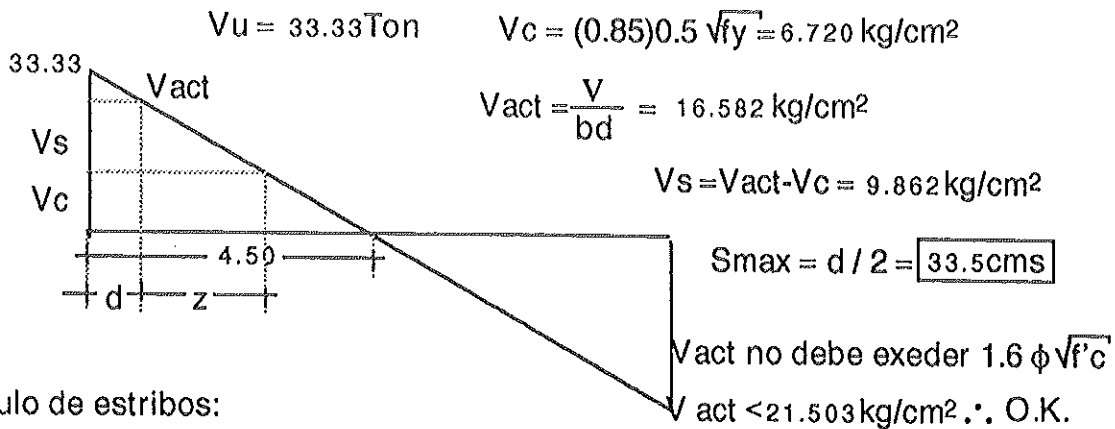 Vu = 33.33Ton
Vc = (0.85)0.5 √fy = 6.720 kg/cm²
33.33
Vact
Vact = V/bd = 16.582 kg/cm²
Vs
Vs = Vact-Vc = 9.862 kg/cm²
Vc
4.50
Smax = d / 2 = 33.5cms
d
z
Vact no debe exeder 1.6 ϕ √f'c
ulo de estribos:
V act < 21.503 kg/cm² ∴ O.K.